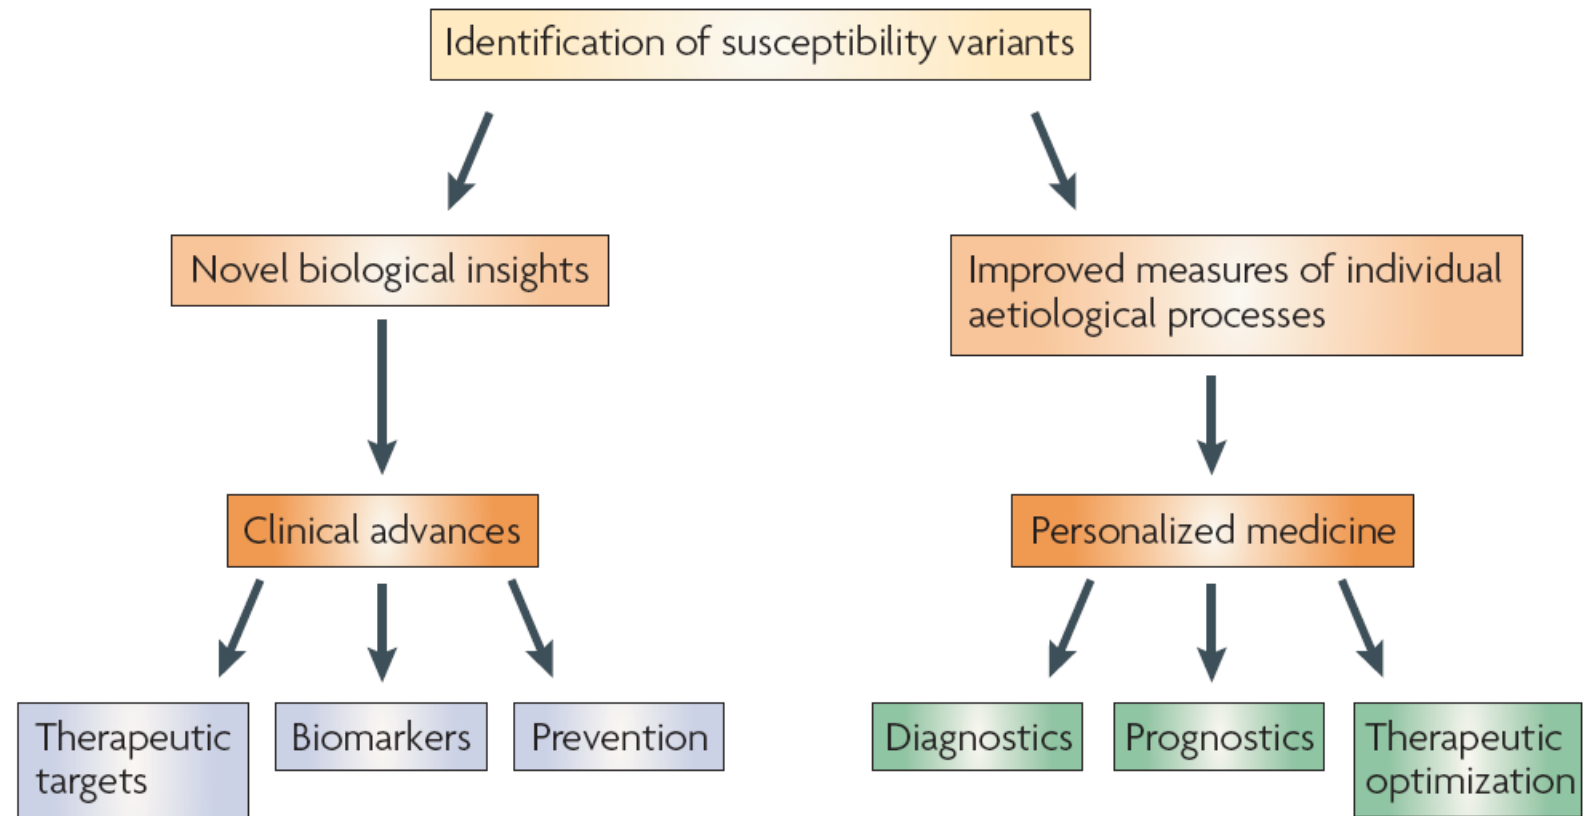 Identification of susceptibility variants
Novel biological insights
Improved measures of individual
aetiological processes
Clinical advances
Personalized medicine
Therapeutic
targets
Biomarkers
Prevention
Diagnostics
Prognostics
Therapeutic
optimization